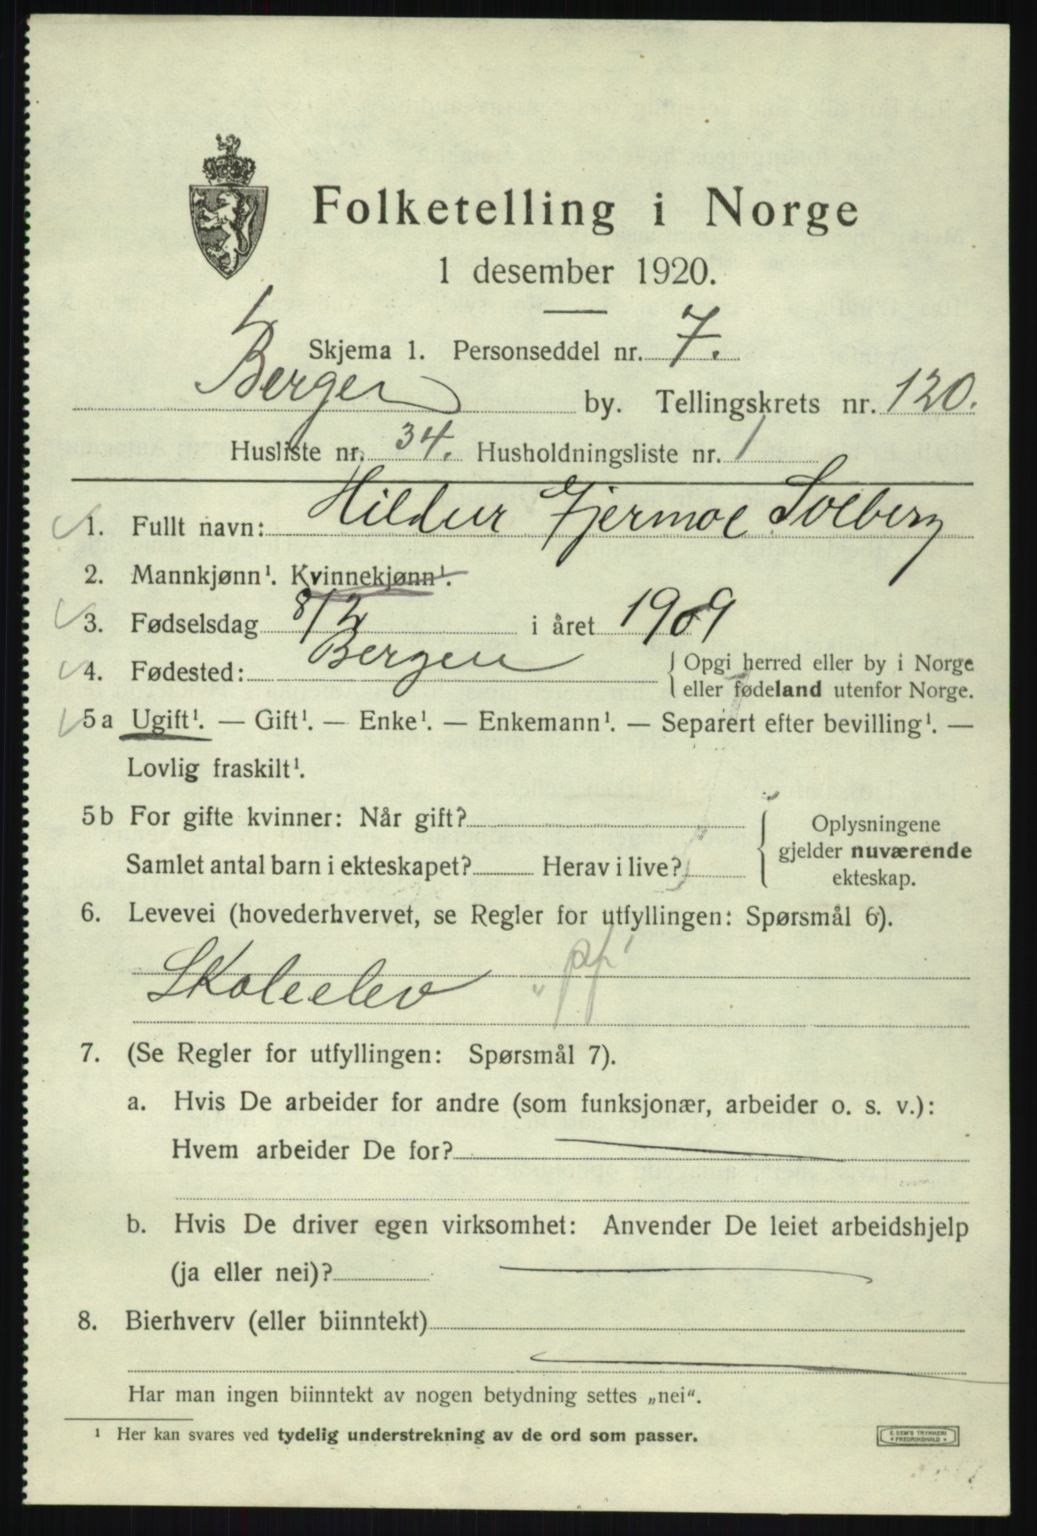 Folketelling i Norge
1 desember 1920.
Skjema 1. Personseddel nr. 7.
Bergen by. Tellingskrets nr. 120.
Husliste nr. 34. Husholdningsliste nr. 1
1. Fullt navn: Hildur Fjermoe Solberg
2. Mannkjønn¹. Kvinnekjønn¹.
3. Fødselsdag 8/2 i året 1909
4. Fødested: Bergen { Opgi herred eller by i Norge
eller fødeland utenfor Norge.
5a Ugift¹. — Gift¹. — Enke¹. — Enkemann¹. — Separert efter bevilling¹. —
Lovlig fraskilt¹.
5b For gifte kvinner: Når gift?
Samlet antal barn i ekteskapet? Herav i live?
Oplysningene
gjelder nuværende
ekteskap.
6. Levevei (hovederhvervet, se Regler for utfyllingen: Spørsmål 6).
Skoleelev
7. (Se Regler for utfyllingen: Spørsmål 7).
a. Hvis De arbeider for andre (som funksjonær, arbeider o. s. v.):
Hvem arbeider De for?
b. Hvis De driver egen virksomhet: Anvender De leiet arbeidshjelp
(ja eller nei)?
8. Bierhverv (eller biinntekt)
Har man ingen biinntekt av nogen betydning settes „nei“.
¹ Her kan svares ved tydelig understrekning av de ord som passer.
E. SEM'S TRYKKERI
FREDRIKSHALD